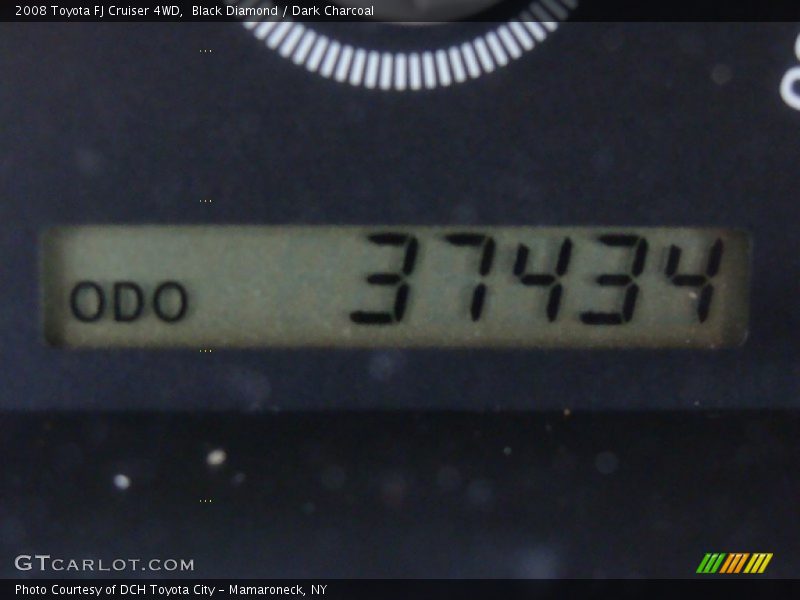 2008 Toyota FJ Cruiser 4WD,  Black Diamond / Dark Charcoal
ODO 37434
GTCARLOT.COM
Photo Courtesy of DCH Toyota City - Mamaroneck, NY